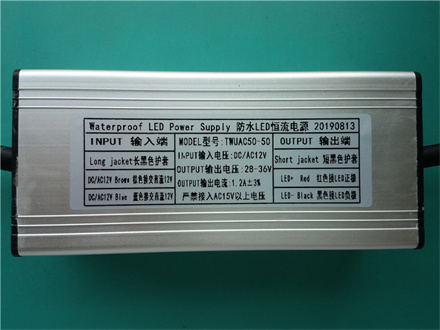 Waterproof LED Power Supply 防水LED恒流电源 20190813
INPUT 输入端
Long jacket长黑色护套
DC/AC12V Brown 棕色接交直流12V
DC/AC12V Blue 蓝色接交直流12V
MODEL型号: TWUAC50-50
INPUT输入电压:DC/AC12V
OUTPUT输出电压:28-36V
OUTPUT输出电流:1.2A±3%
严禁接入AC15V以上电压
OUTPUT 输出端
Short jacket 短黑色护套
LED+ Red 红色接LED正极
LED- Black 黑色接LED负极